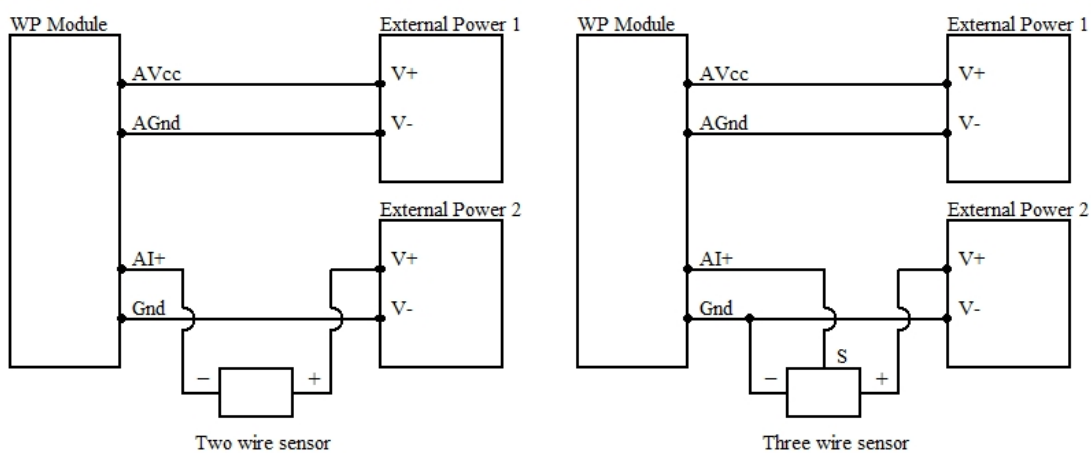 WP Module
External Power 1
AVcc
V+
AGnd
V-
External Power 2
AI+
V+
Gnd
V-
− +
Two wire sensor
WP Module
External Power 1
AVcc
V+
AGnd
V-
External Power 2
AI+
V+
Gnd
V-
S
− +
Three wire sensor